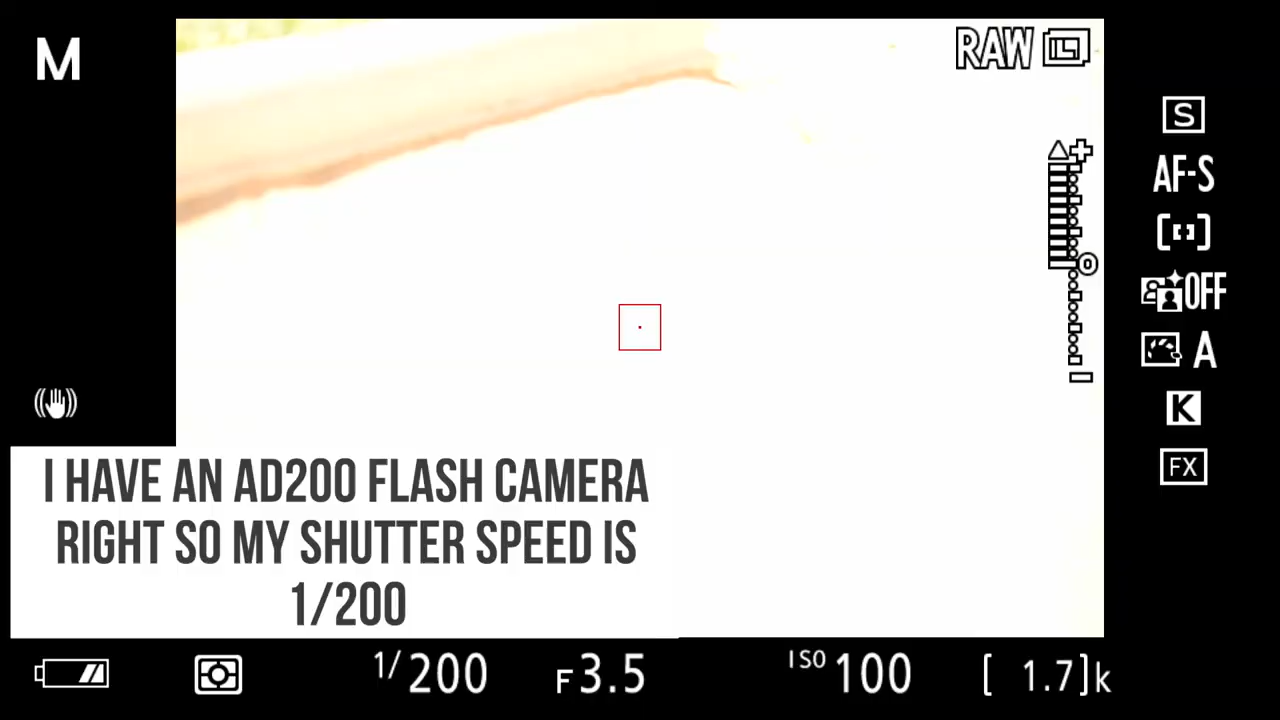 M
RAW L
S
AF-S
OFF
A
K
FX
I HAVE AN AD200 FLASH CAMERA
RIGHT SO MY SHUTTER SPEED IS
1/200
1/200 F3.5 ISO 100 [ 1.7]k